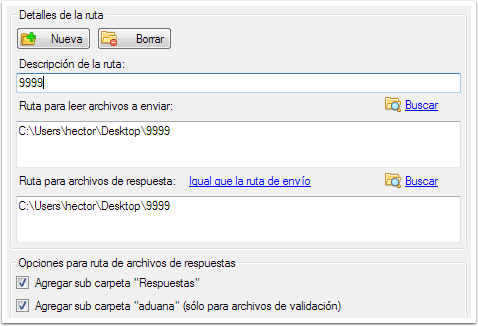 Detalles de la ruta
Nueva Borrar
Descripción de la ruta:
9999
Ruta para leer archivos a enviar: Buscar
C:\Users\hector\Desktop\9999
Ruta para archivos de respuesta: Igual que la ruta de envío Buscar
C:\Users\hector\Desktop\9999
Opciones para ruta de archivos de respuestas
Agregar sub carpeta "Respuestas"
Agregar sub carpeta "aduana" (sólo para archivos de validación)